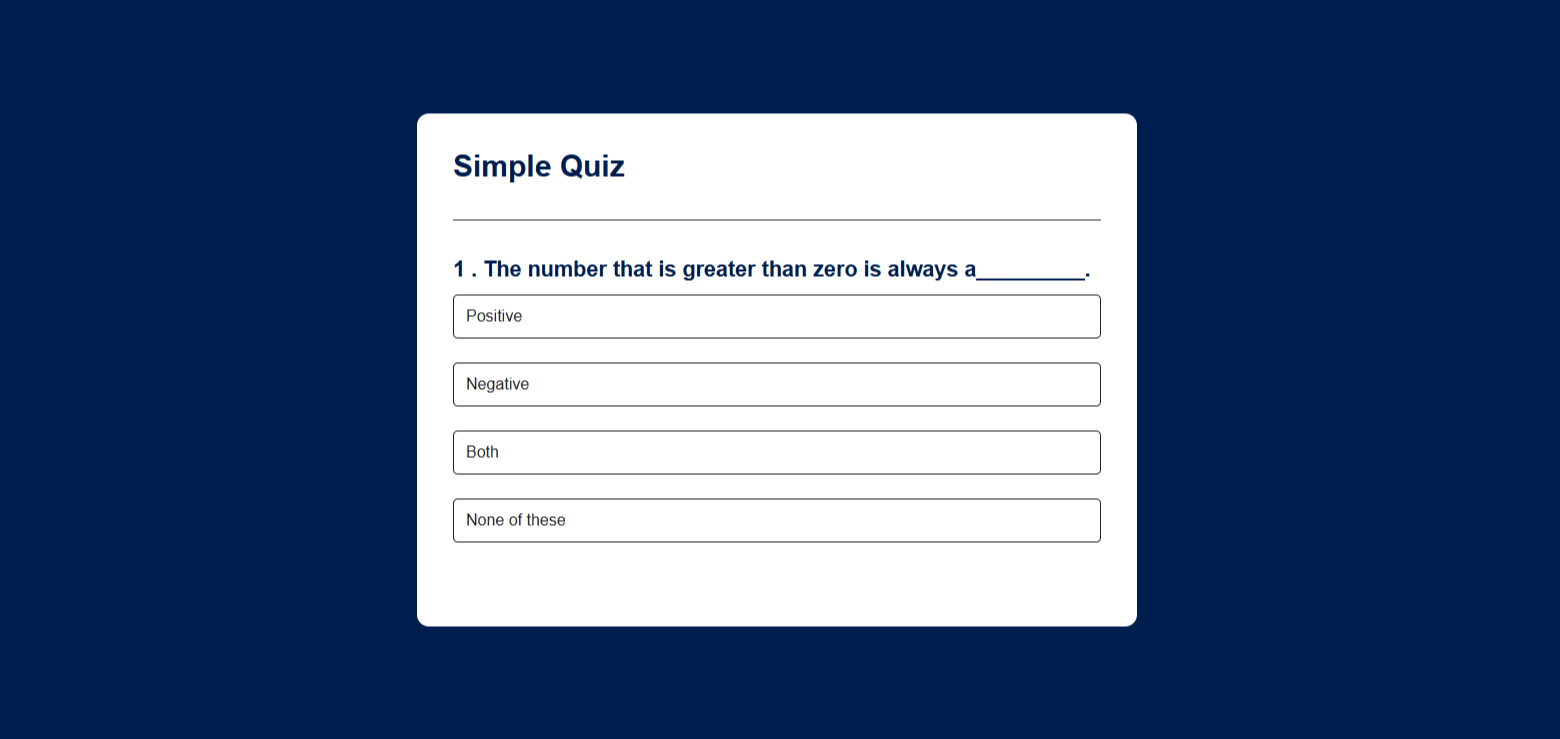 Simple Quiz
1 . The number that is greater than zero is always a_________.
Positive
Negative
Both
None of these